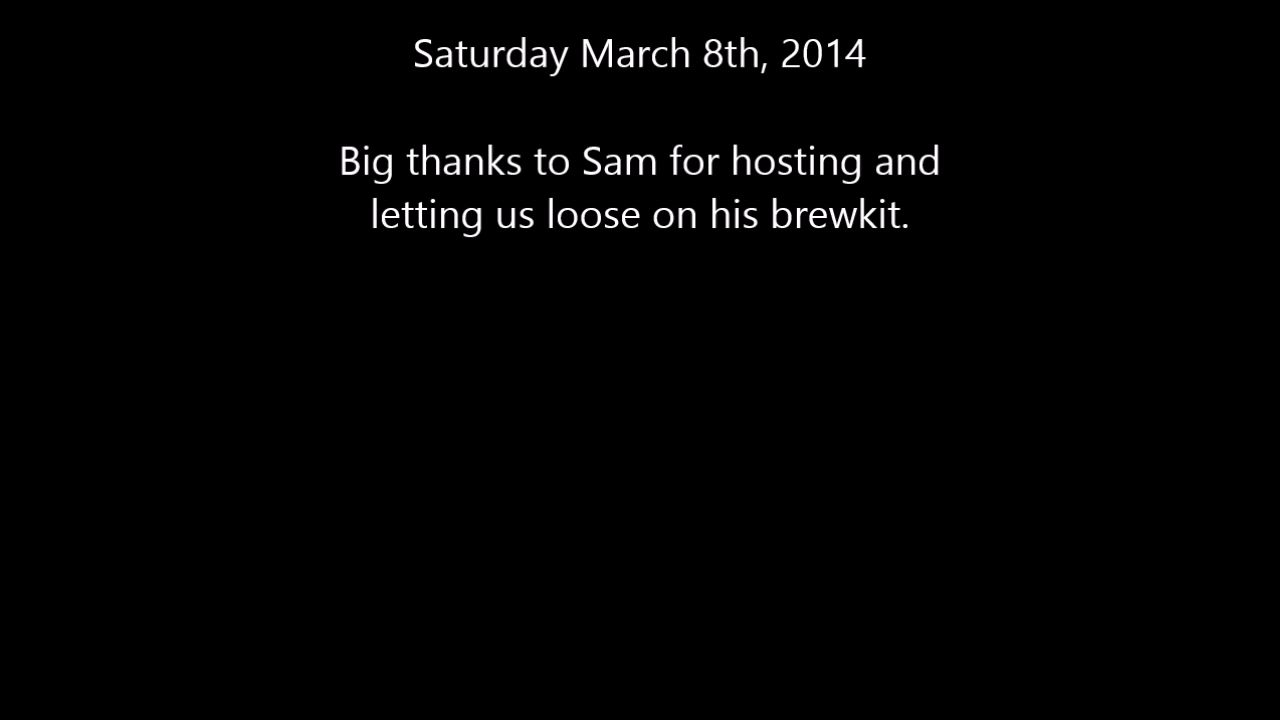 Saturday March 8th, 2014
Big thanks to Sam for hosting and
letting us loose on his brewkit.